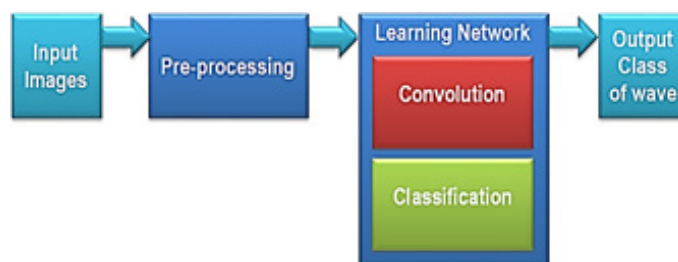 Input
Images
Pre-processing
Learning Network
Convolution
Classification
Output
Class
of wave